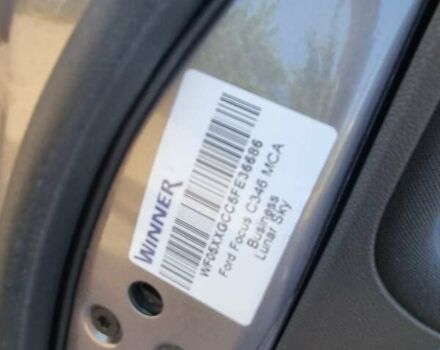 WINNER
WF05XXGCC5FE36686
Ford Focus C346 MCA
Business
Lunar Sky